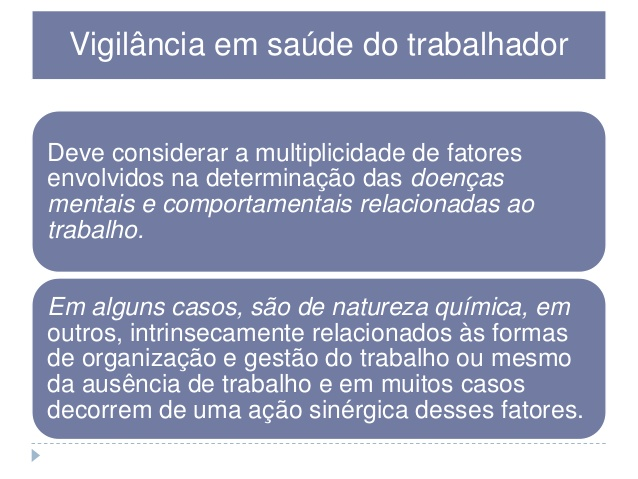 Vigilância em saúde do trabalhador
Deve considerar a multiplicidade de fatores
envolvidos na determinação das doenças
mentais e comportamentais relacionadas ao
trabalho.
Em alguns casos, são de natureza química, em
outros, intrinsecamente relacionados às formas
de organização e gestão do trabalho ou mesmo
da ausência de trabalho e em muitos casos
decorrem de uma ação sinérgica desses fatores.